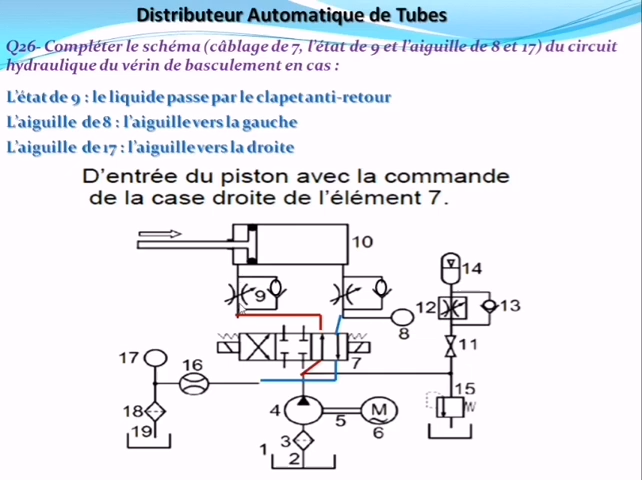 Distributeur Automatique de Tubes
Q26- Compléter le schéma (câblage de 7, l'état de 9 et l'aiguille de 8 et 17) du circuit
hydraulique du vérin de basculement en cas :
L'état de 9 : le liquide passe par le clapet anti-retour
L'aiguille de 8 : l'aiguille vers la gauche
L'aiguille de 17 : l'aiguille vers la droite
D'entrée du piston avec la commande
de la case droite de l'élément 7.
10
14
9
12
13
8
17
16
7
11
15
18
4
5
M
6
19
3
1
2